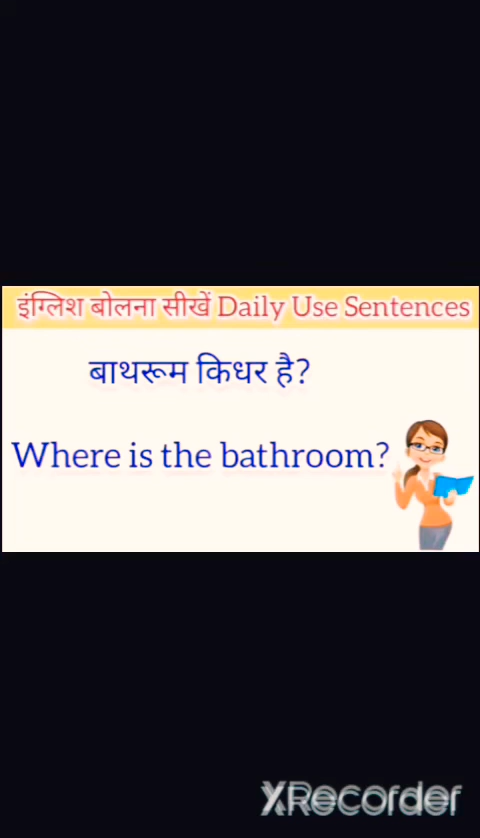 इंग्लिश बोलना सीखें Daily Use Sentences
बाथरूम किधर है?
Where is the bathroom?
XRecorder